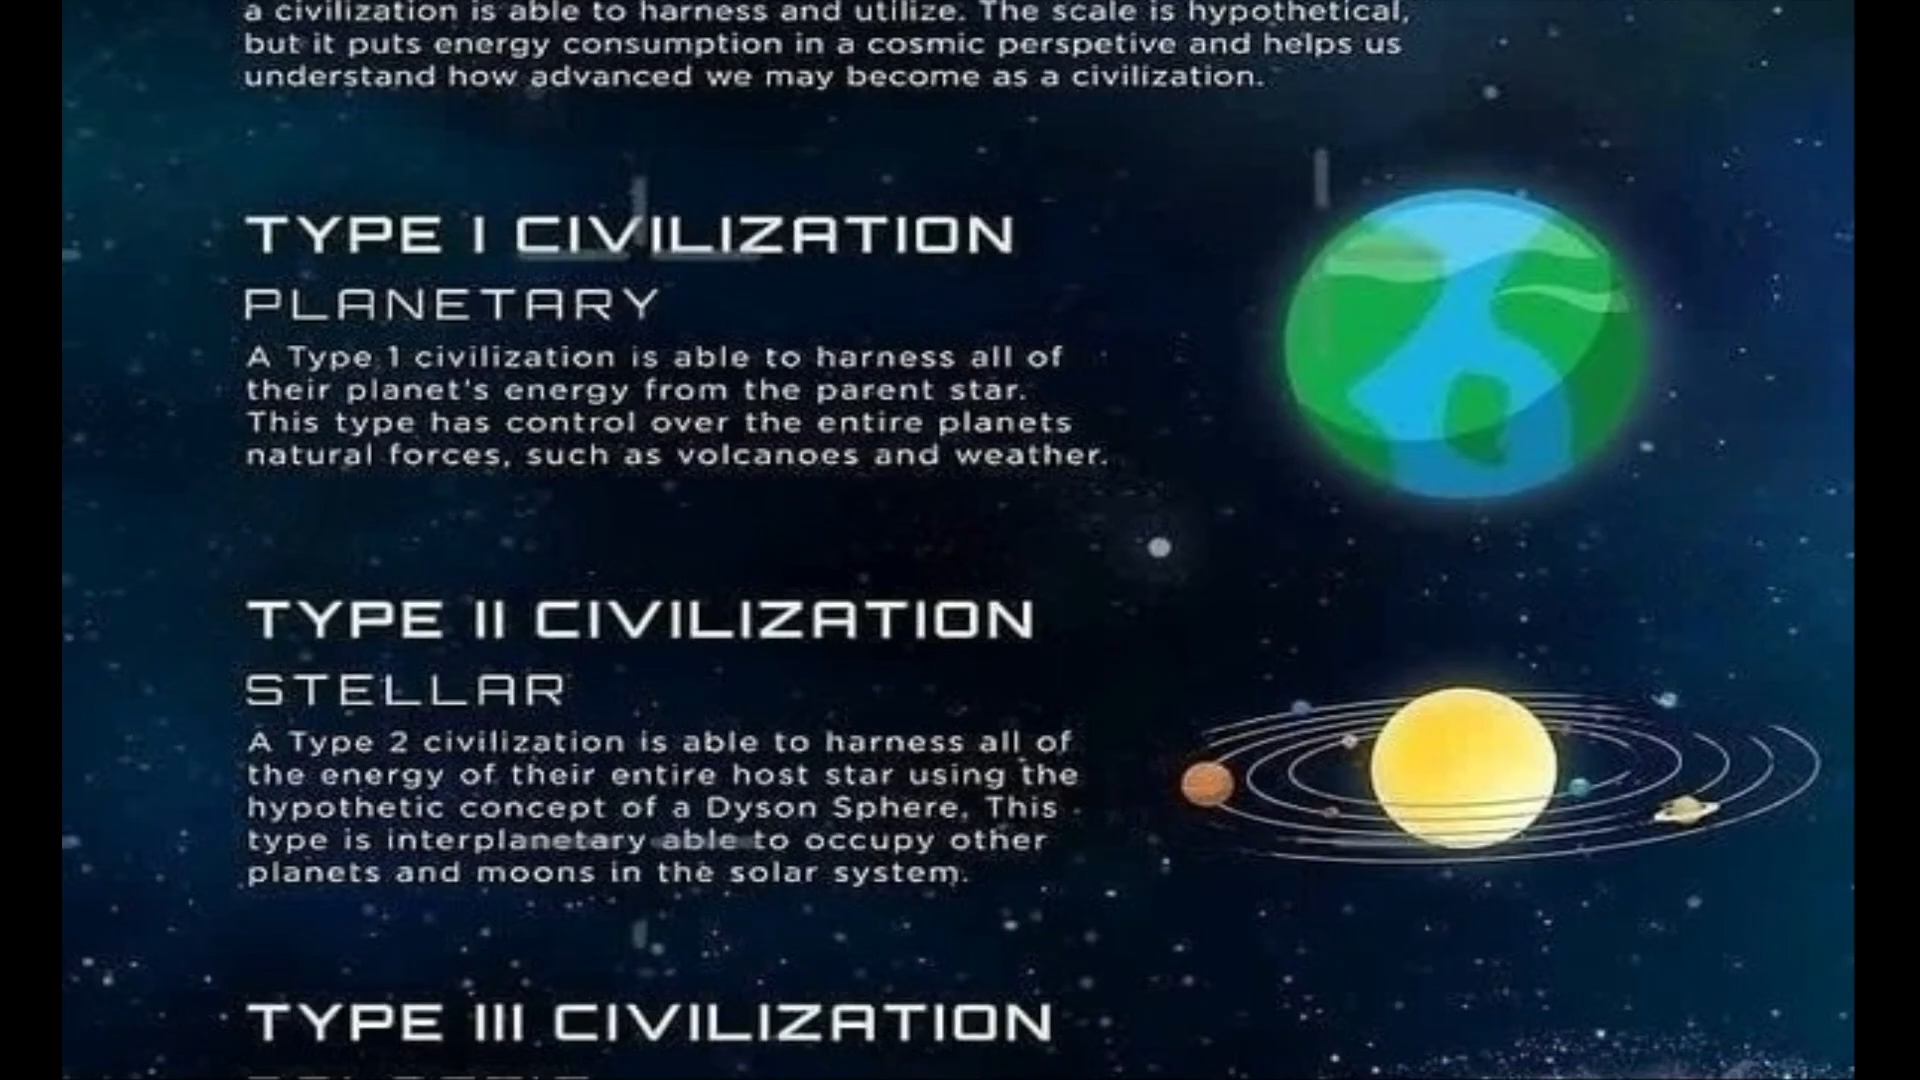 a civilization is able to harness and utilize. The scale is hypothetical,
but it puts energy consumption in a cosmic perspetive and helps us
understand how advanced we may become as a civilization.
TYPE I CIVILIZATION
PLANETARY
A Type 1 civilization is able to harness all of
their planet's energy from the parent star.
This type has control over the entire planets
natural forces, such as volcanoes and weather.
TYPE II CIVILIZATION
STELLAR
A Type 2 civilization is able to harness all of
the energy of their entire host star using the
hypothetic concept of a Dyson Sphere, This
type is interplanetary able to occupy other
planets and moons in the solar system.
TYPE III CIVILIZATION